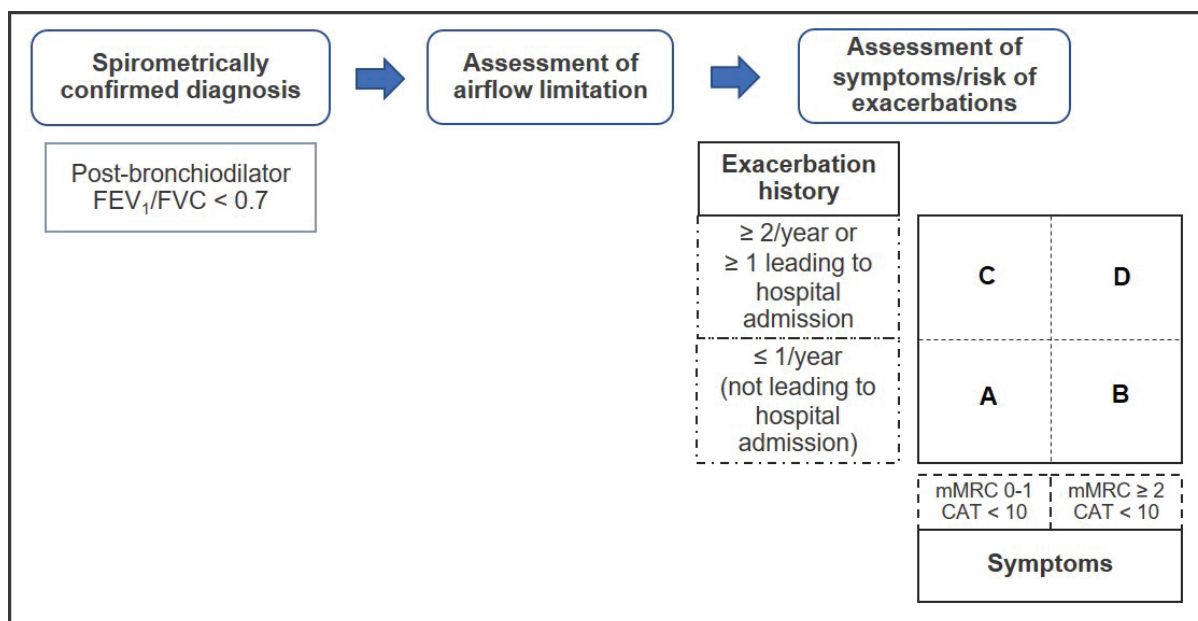 Spirometrically
confirmed diagnosis
Assessment of
airflow limitation
Assessment of
symptoms/risk of
exacerbations
Post-bronchiodilator
FEV₁/FVC < 0.7
Exacerbation
history
≥ 2/year or
≥ 1 leading to
hospital
admission
C
D
≤ 1/year
(not leading to
hospital
admission)
A
B
mMRC 0-1
CAT < 10
mMRC ≥ 2
CAT < 10
Symptoms